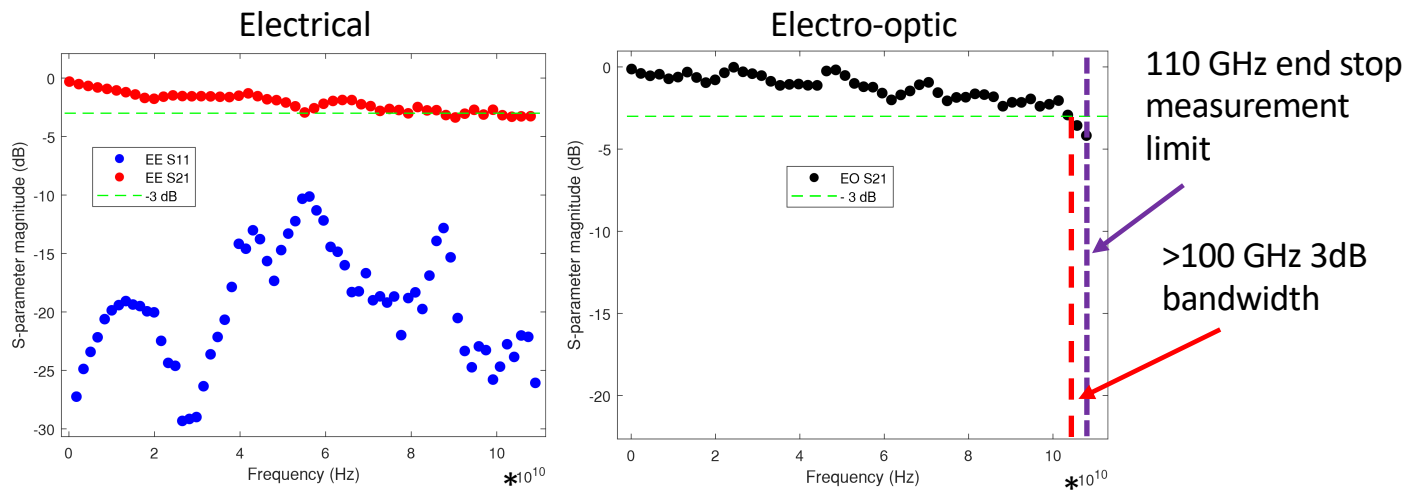 Electrical
0
-5
-10
-15
-20
-25
-30
S-parameter magnitude (dB)
EE S11
EE S21
-3 dB
0
2
4
6
8
10
Frequency (Hz)
*10^10
Electro-optic
0
-5
-10
-15
-20
S-parameter magnitude (dB)
EO S21
- 3 dB
0
2
4
6
8
10
Frequency (Hz)
*10^10
110 GHz end stop
measurement
limit
>100 GHz 3dB
bandwidth